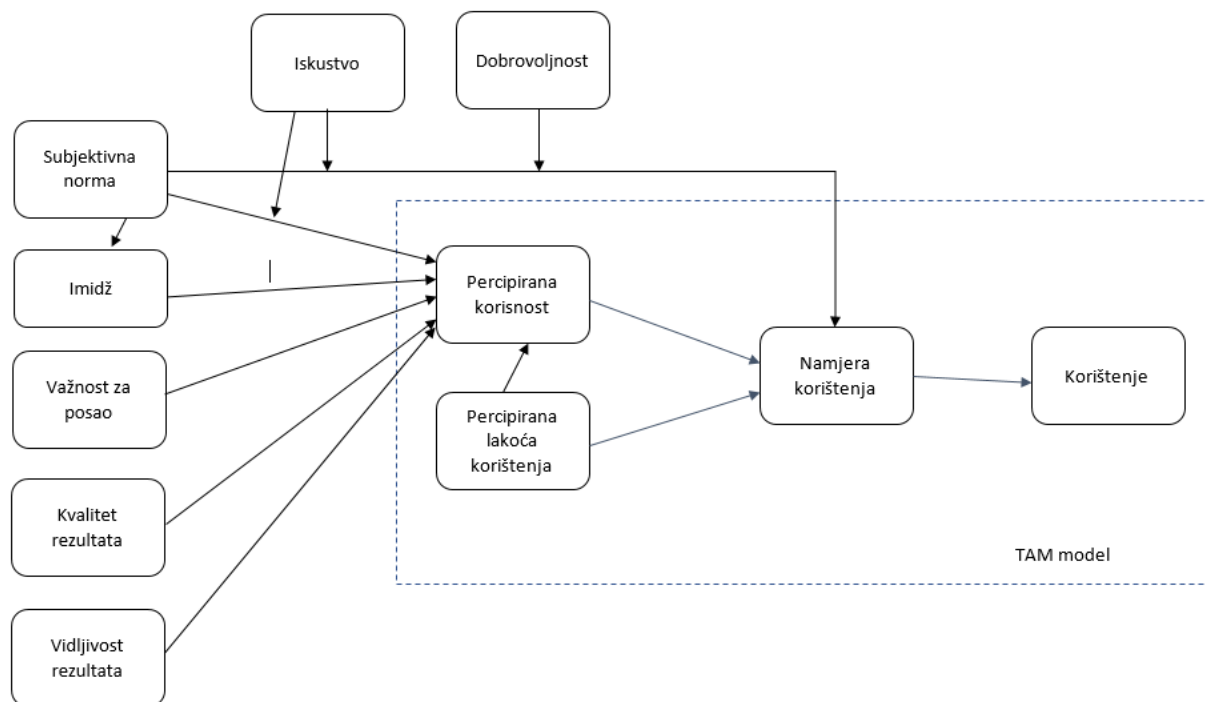 Iskustvo
Dobrovoljnost
Subjektivna
norma
Imidž
Važnost za
posao
Kvalitet
rezultata
Vidljivost
rezultata
Percipirana
korisnost
Percipirana
lakoća
korištenja
Namjera
korištenja
Korištenje
TAM model